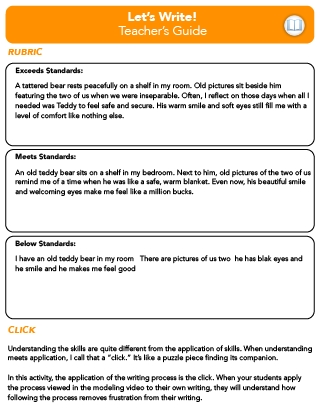 Let's Write!
Teacher's Guide
RUBRIC
Exceeds Standards:
A tattered bear rests peacefully on a shelf in my room. Old pictures sit beside him
featuring the two of us when we were inseparable. Often, I reflect on those days when all I
needed was Teddy to feel safe and secure. His warm smile and soft eyes still fill me with a
level of comfort like nothing else.
Meets Standards:
An old teddy bear sits on a shelf in my bedroom. Next to him, old pictures of the two of us
remind me of a time when he was like a safe, warm blanket. Even now, his beautiful smile
and welcoming eyes make me feel like a million bucks.
Below Standards:
I have an old teddy bear in my room There are pictures of us two he has blak eyes and
he smile and he makes me feel good
CLICK
Understanding the skills are quite different from the application of skills. When understanding
meets application, I call that a "click." It's like a puzzle piece finding its companion.
In this activity, the application of the writing process is the click. When your students apply
the process viewed in the modeling video to their own writing, they will understand how
following the process removes frustration from their writing.